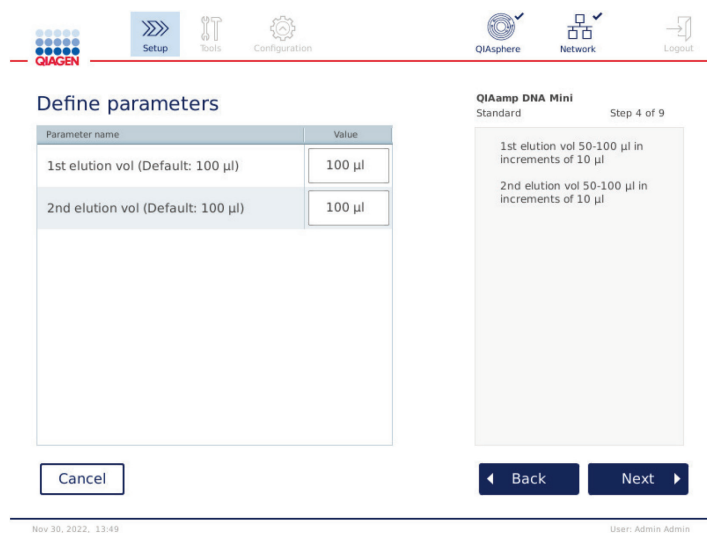 QIAGEN
Setup
Tools
Configuration
QIAsphere
Network
Logout
Define parameters
Parameter name Value
1st elution vol (Default: 100 µl) 100 µl
2nd elution vol (Default: 100 µl) 100 µl
QIAamp DNA Mini
Standard Step 4 of 9
1st elution vol 50-100 µl in
increments of 10 µl
2nd elution vol 50-100 µl in
increments of 10 µl
Cancel
Back
Next
Nov 30, 2022, 13:49
User: Admin Admin